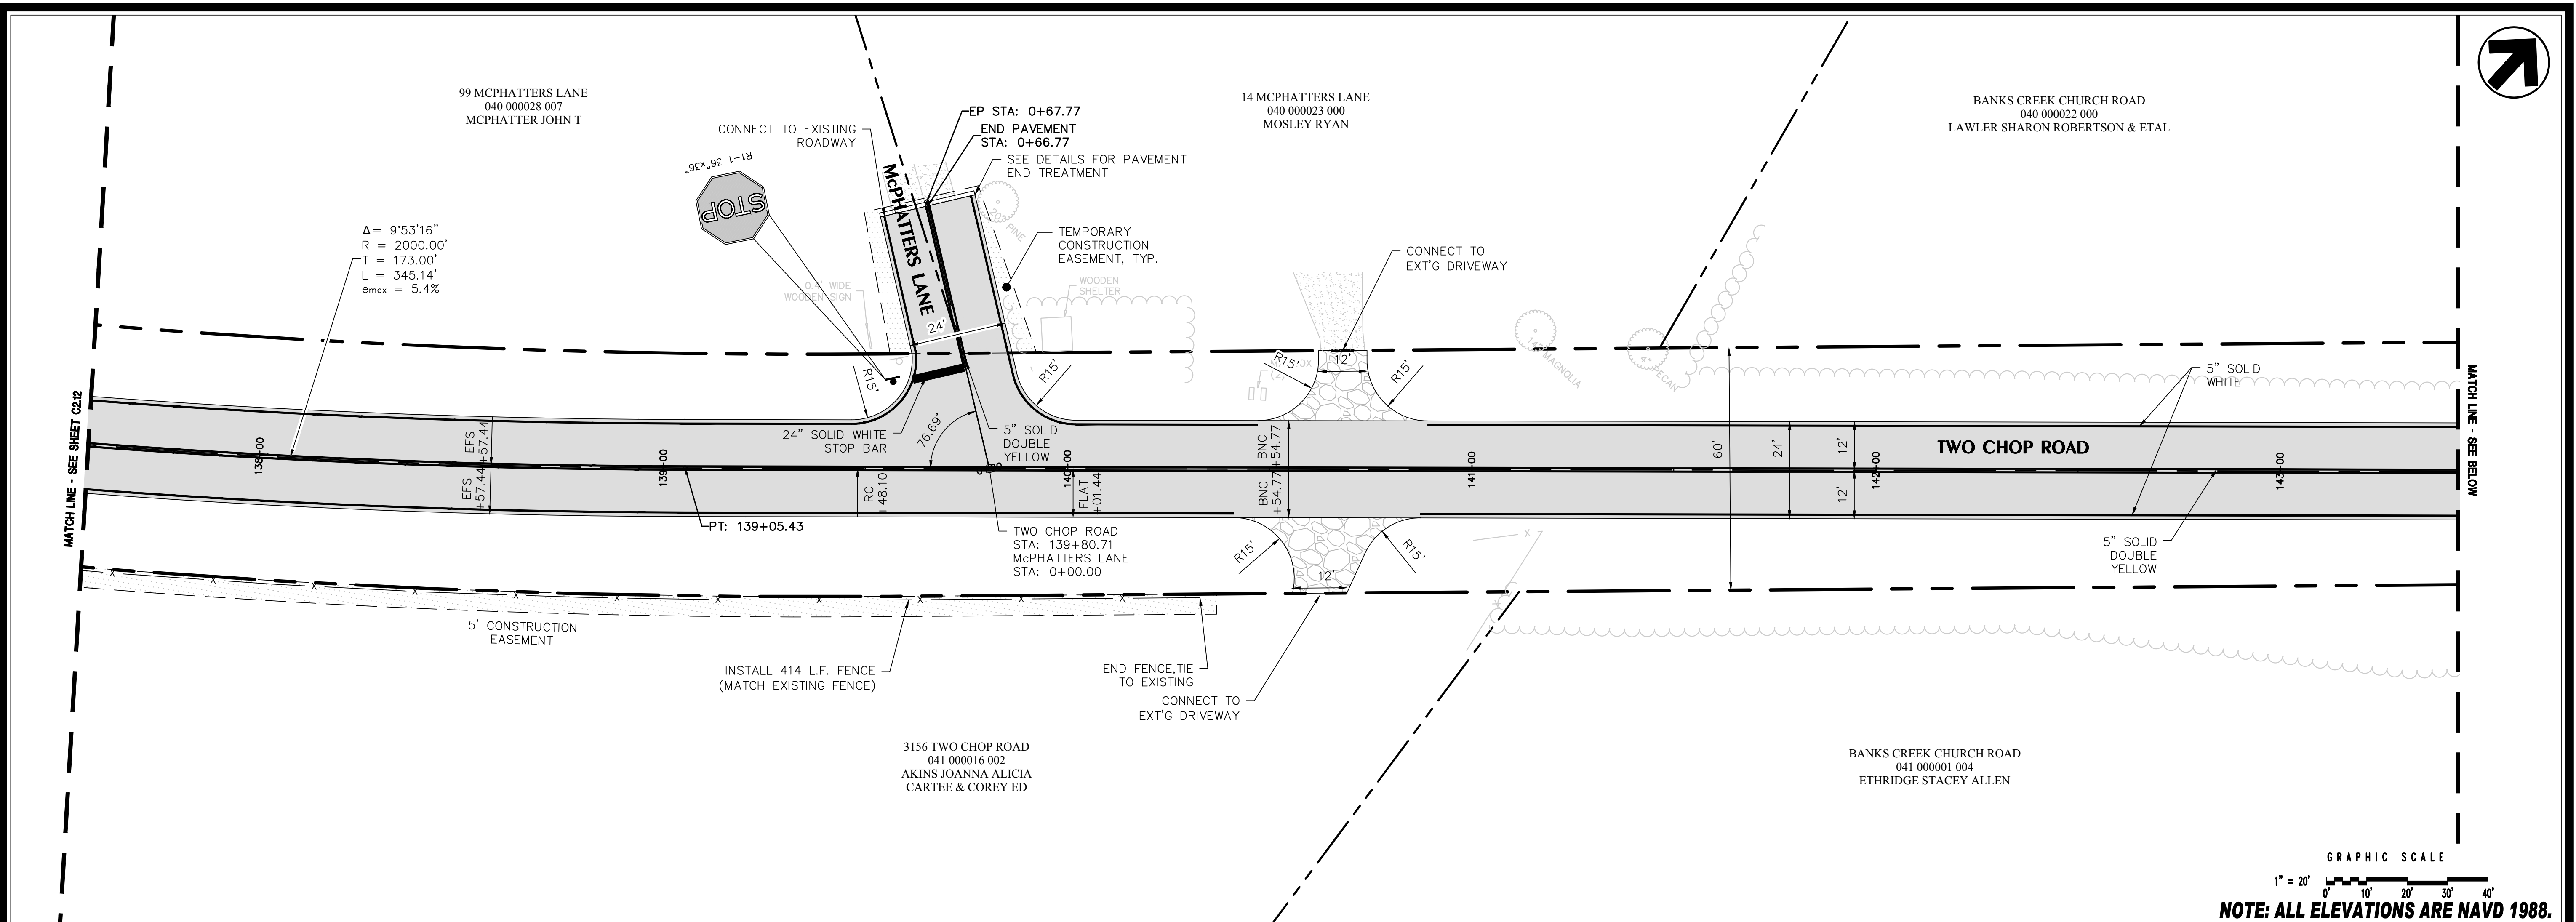 99 MCPHATTERS LANE
040 000028 007
MCPHATTER JOHN T
14 MCPHATTERS LANE
040 000023 000
MOSLEY RYAN
BANKS CREEK CHURCH ROAD
040 000022 000
LAWLER SHARON ROBERTSON & ETAL
CONNECT TO EXISTING
ROADWAY
EP STA: 0+67.77
END PAVEMENT
STA: 0+66.77
SEE DETAILS FOR PAVEMENT
END TREATMENT
R1-1 36"x36"
STOP
McPHATTERS LANE
20" PINE
Δ= 9°53'16"
R = 2000.00'
T = 173.00'
L = 345.14'
emax = 5.4%
TEMPORARY
CONSTRUCTION
EASEMENT, TYP.
CONNECT TO
EXT'G DRIVEWAY
0.4' WIDE
WOODEN SIGN
WOODEN
SHELTER
24'
R15'
R15'
R15'
12'
R15'
MAGNOLIA
PECAN
5" SOLID
WHITE
MATCH LINE - SEE SHEET C2.12
MATCH LINE - SEE BELOW
24" SOLID WHITE
STOP BAR
76.69°
5" SOLID
DOUBLE
YELLOW
EFS
+57.44
EFS
+57.44
BNC
+54.77
BNC
+54.77
60'
24'
12'
12'
TWO CHOP ROAD
138+00
139+00
140+00
141+00
142+00
143+00
RC
+48.10
FLAT
+01.44
PT: 139+05.43
TWO CHOP ROAD
STA: 139+80.71
McPHATTERS LANE
STA: 0+00.00
R15'
R15'
12'
5" SOLID
DOUBLE
YELLOW
5' CONSTRUCTION
EASEMENT
INSTALL 414 L.F. FENCE
(MATCH EXISTING FENCE)
END FENCE,TIE
TO EXISTING
CONNECT TO
EXT'G DRIVEWAY
3156 TWO CHOP ROAD
041 000016 002
AKINS JOANNA ALICIA
CARTEE & COREY ED
BANKS CREEK CHURCH ROAD
041 000001 004
ETHRIDGE STACEY ALLEN
GRAPHIC SCALE
1" = 20'
0' 10' 20' 30' 40'
NOTE: ALL ELEVATIONS ARE NAVD 1988.